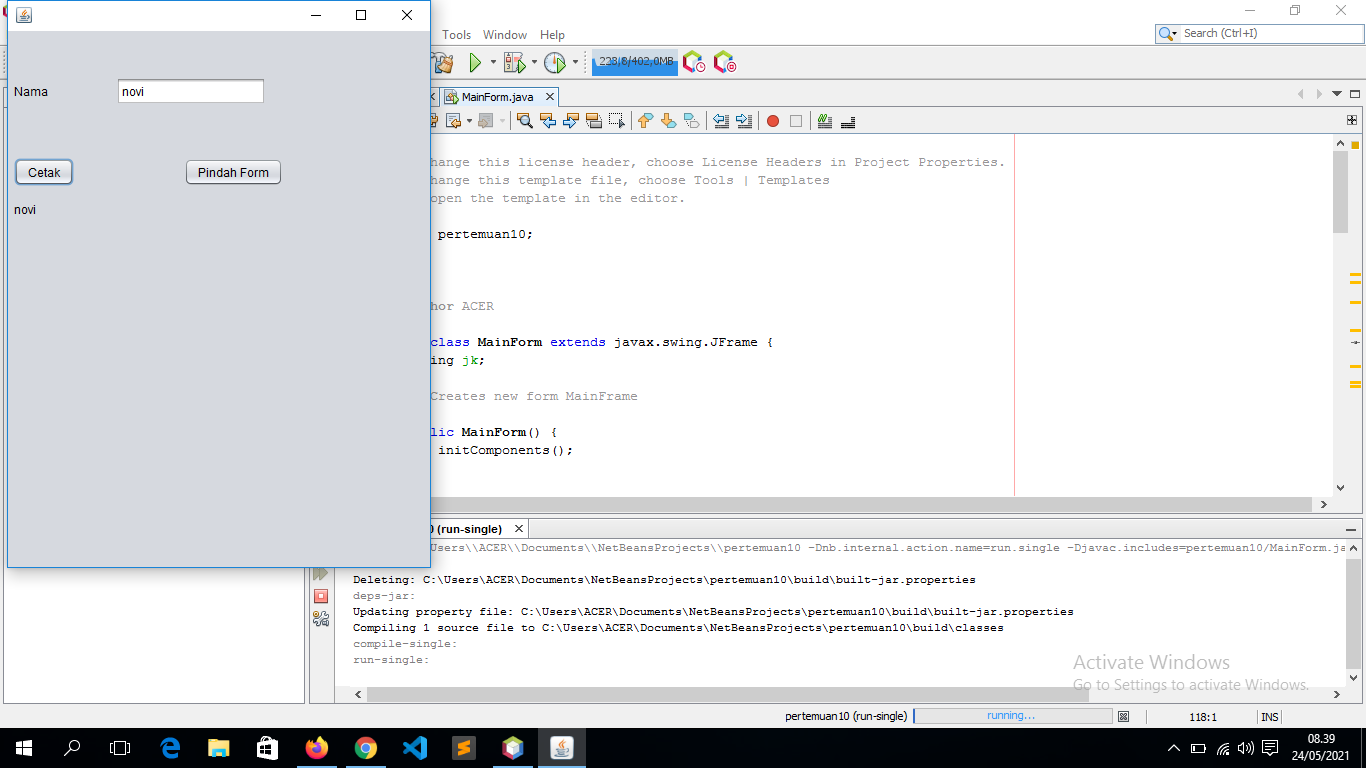 Tools Window Help
Search (Ctrl+I)
Nama
novi
Cetak
Pindah Form
novi
228,8/402,0MB
MainForm.java
hange this license header, choose License Headers in Project Properties.
hange this template file, choose Tools | Templates
open the template in the editor.
pertemuan10;
hor ACER
class MainForm extends javax.swing.JFrame {
ing jk;
Creates new form MainFrame
lic MainForm() {
initComponents();
0 (run-single)
Users\\ACER\\Documents\\NetBeansProjects\\pertemuan10 -Dnb.internal.action.name=run.single -Djavac.includes=pertemuan10/MainForm.ja
Deleting: C:\Users\ACER\Documents\NetBeansProjects\pertemuan10\build\built-jar.properties
deps-jar:
Updating property file: C:\Users\ACER\Documents\NetBeansProjects\pertemuan10\build\built-jar.properties
Compiling 1 source file to C:\Users\ACER\Documents\NetBeansProjects\pertemuan10\build\classes
compile-single:
run-single:
Activate Windows
Go to Settings to activate Windows.
pertemuan10 (run-single)
running...
118:1
INS
08.39
24/05/2021